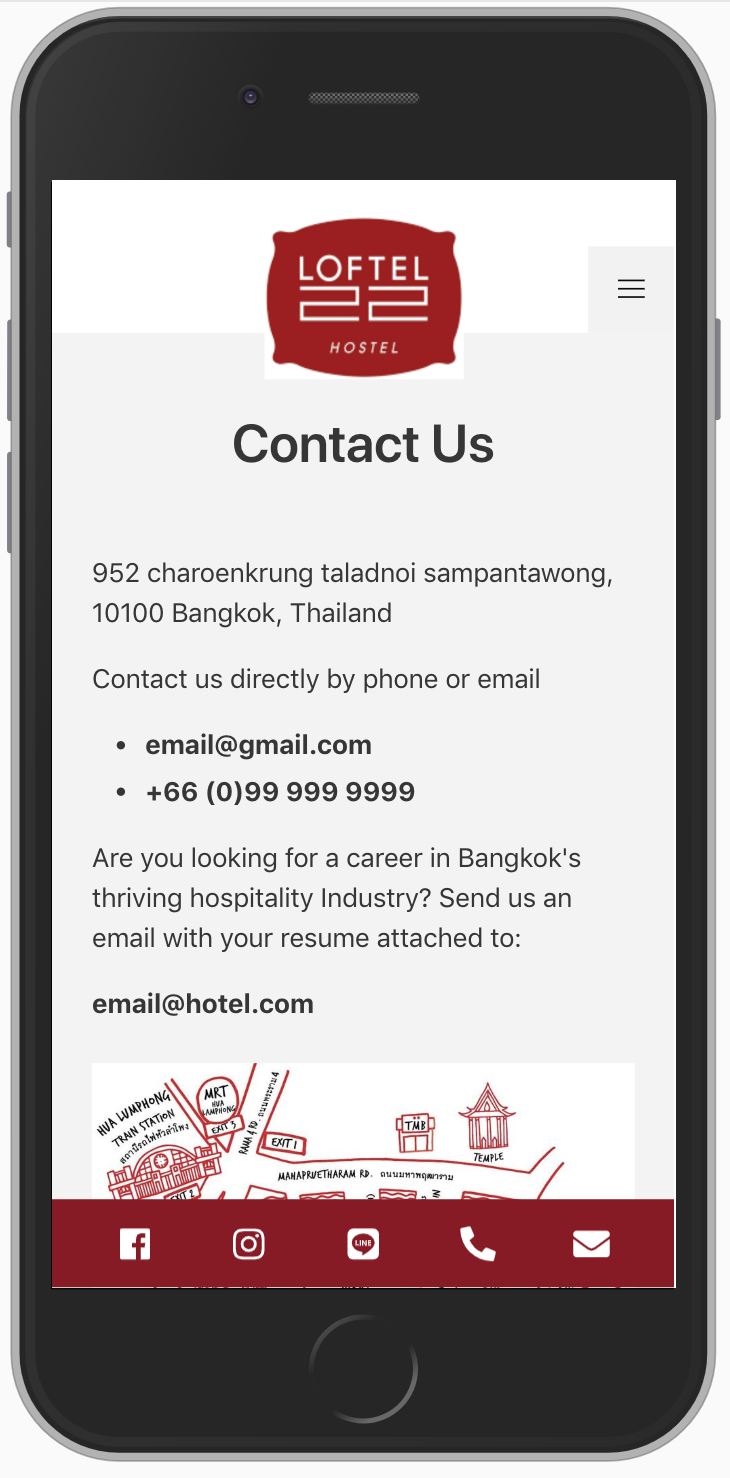 LOFTEL
22
HOSTEL
Contact Us
952 charoenkrung taladnoi sampantawong,
10100 Bangkok, Thailand
Contact us directly by phone or email
• email@gmail.com
• +66 (0)99 999 9999
Are you looking for a career in Bangkok's
thriving hospitality Industry? Send us an
email with your resume attached to:
email@hotel.com
HUA LUMPHONG
TRAIN STATION
สถานีรถไฟหัวลำโพง
EXIT 2
MRT
HUA
LAMPHONG
EXIT 3
RAMA 4 RD. ถนนพระราม 4
EXIT 1
TMB
TEMPLE
MAHAPRUETHARAM RD. ถนนมหาพฤฒาราม
LINE